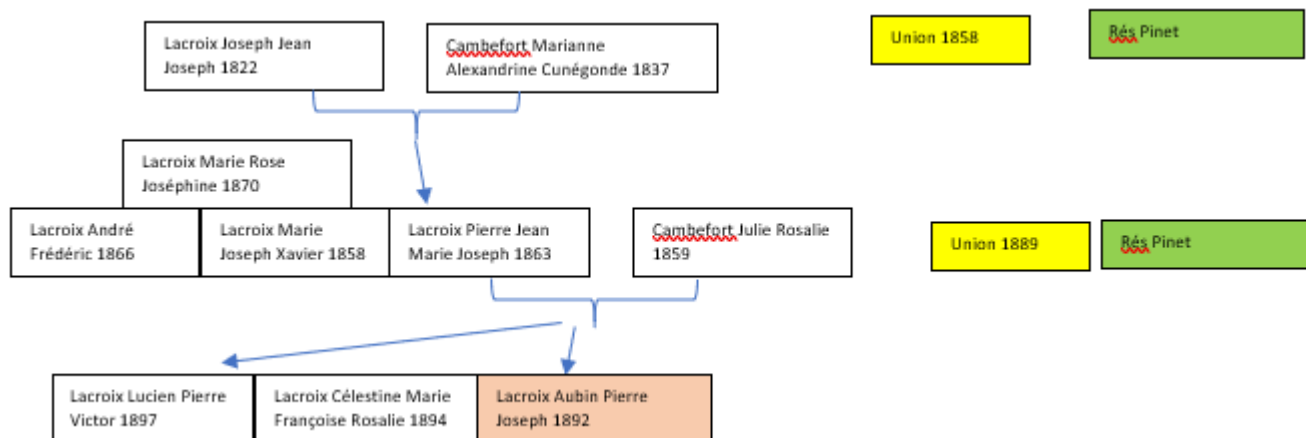 Lacroix Joseph Jean
Joseph 1822
Cambefort Marianne
Alexandrine Cunégonde 1837
Union 1858
Rés Pinet
Lacroix Marie Rose
Joséphine 1870
Lacroix André
Frédéric 1866
Lacroix Marie
Joseph Xavier 1858
Lacroix Pierre Jean
Marie Joseph 1863
Cambefort Julie Rosalie
1859
Union 1889
Rés Pinet
Lacroix Lucien Pierre
Victor 1897
Lacroix Célestine Marie
Françoise Rosalie 1894
Lacroix Aubin Pierre
Joseph 1892